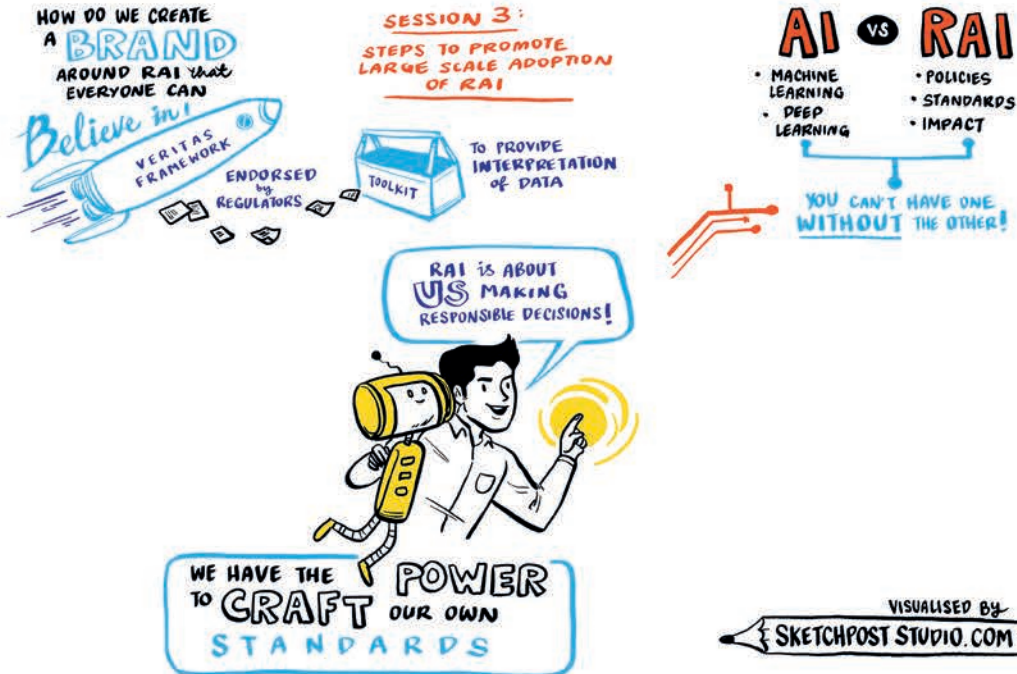 HOW DO WE CREATE
A BRAND
AROUND RAI that
EVERYONE CAN
Believe in!
VERITAS
FRAMEWORK
ENDORSED
by
REGULATORS
SESSION 3:
STEPS TO PROMOTE
LARGE SCALE ADOPTION
OF RAI
TOOLKIT
TO PROVIDE
INTERPRETATION
of DATA
AI VS RAI
• MACHINE
LEARNING
• DEEP
LEARNING
• POLICIES
• STANDARDS
• IMPACT
YOU CAN'T HAVE ONE
WITHOUT THE OTHER!
RAI is ABOUT
US MAKING
RESPONSIBLE DECISIONS!
WE HAVE THE POWER
TO CRAFT OUR OWN
STANDARDS
VISUALISED BY
SKETCHPOST STUDIO.COM